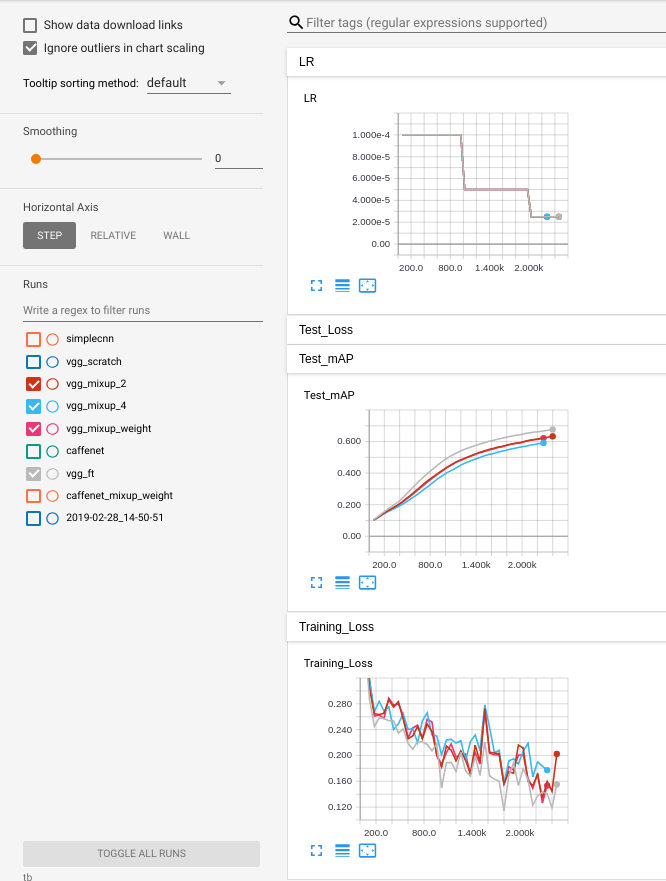 Show data download links
Ignore outliers in chart scaling
Tooltip sorting method: default
Smoothing
0
Horizontal Axis
STEP RELATIVE WALL
Runs
Write a regex to filter runs
simplecnn
vgg_scratch
vgg_mixup_2
vgg_mixup_4
vgg_mixup_weight
caffenet
vgg_ft
caffenet_mixup_weight
2019-02-28_14-50-51
TOGGLE ALL RUNS
tb
Filter tags (regular expressions supported)
LR
LR
1.000e-4
8.000e-5
6.000e-5
4.000e-5
2.000e-5
0.00
200.0 800.0 1.400k 2.000k
Test_Loss
Test_mAP
Test_mAP
0.600
0.400
0.200
0.00
200.0 800.0 1.400k 2.000k
Training_Loss
Training_Loss
0.280
0.240
0.200
0.160
0.120
200.0 800.0 1.400k 2.000k